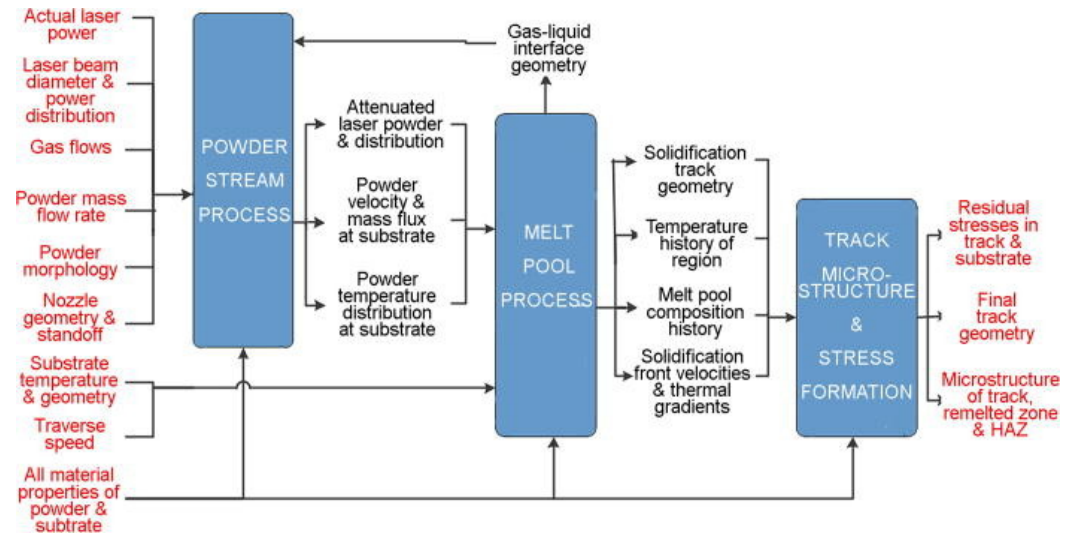 Actual laser
power
Laser beam
diameter &
power
distribution
Gas flows
Powder mass
flow rate
Powder
morphology
Nozzle
geometry &
standoff
Substrate
temperature
& geometry
Traverse
speed
All material
properties of
powder &
subtrate
POWDER
STREAM
PROCESS
Gas-liquid
interface
geometry
Attenuated
laser powder
& distribution
Powder
velocity &
mass flux
at substrate
Powder
temperature
distribution
at substrate
MELT
POOL
PROCESS
Solidification
track
geometry
Temperature
history of
region
Melt pool
composition
history
Solidification
front velocities
& thermal
gradients
TRACK
MICRO-
STRUCTURE
&
STRESS
FORMATION
Residual
stresses in
track &
substrate
Final
track
geometry
Microstructure
of track,
remelted zone
& HAZ